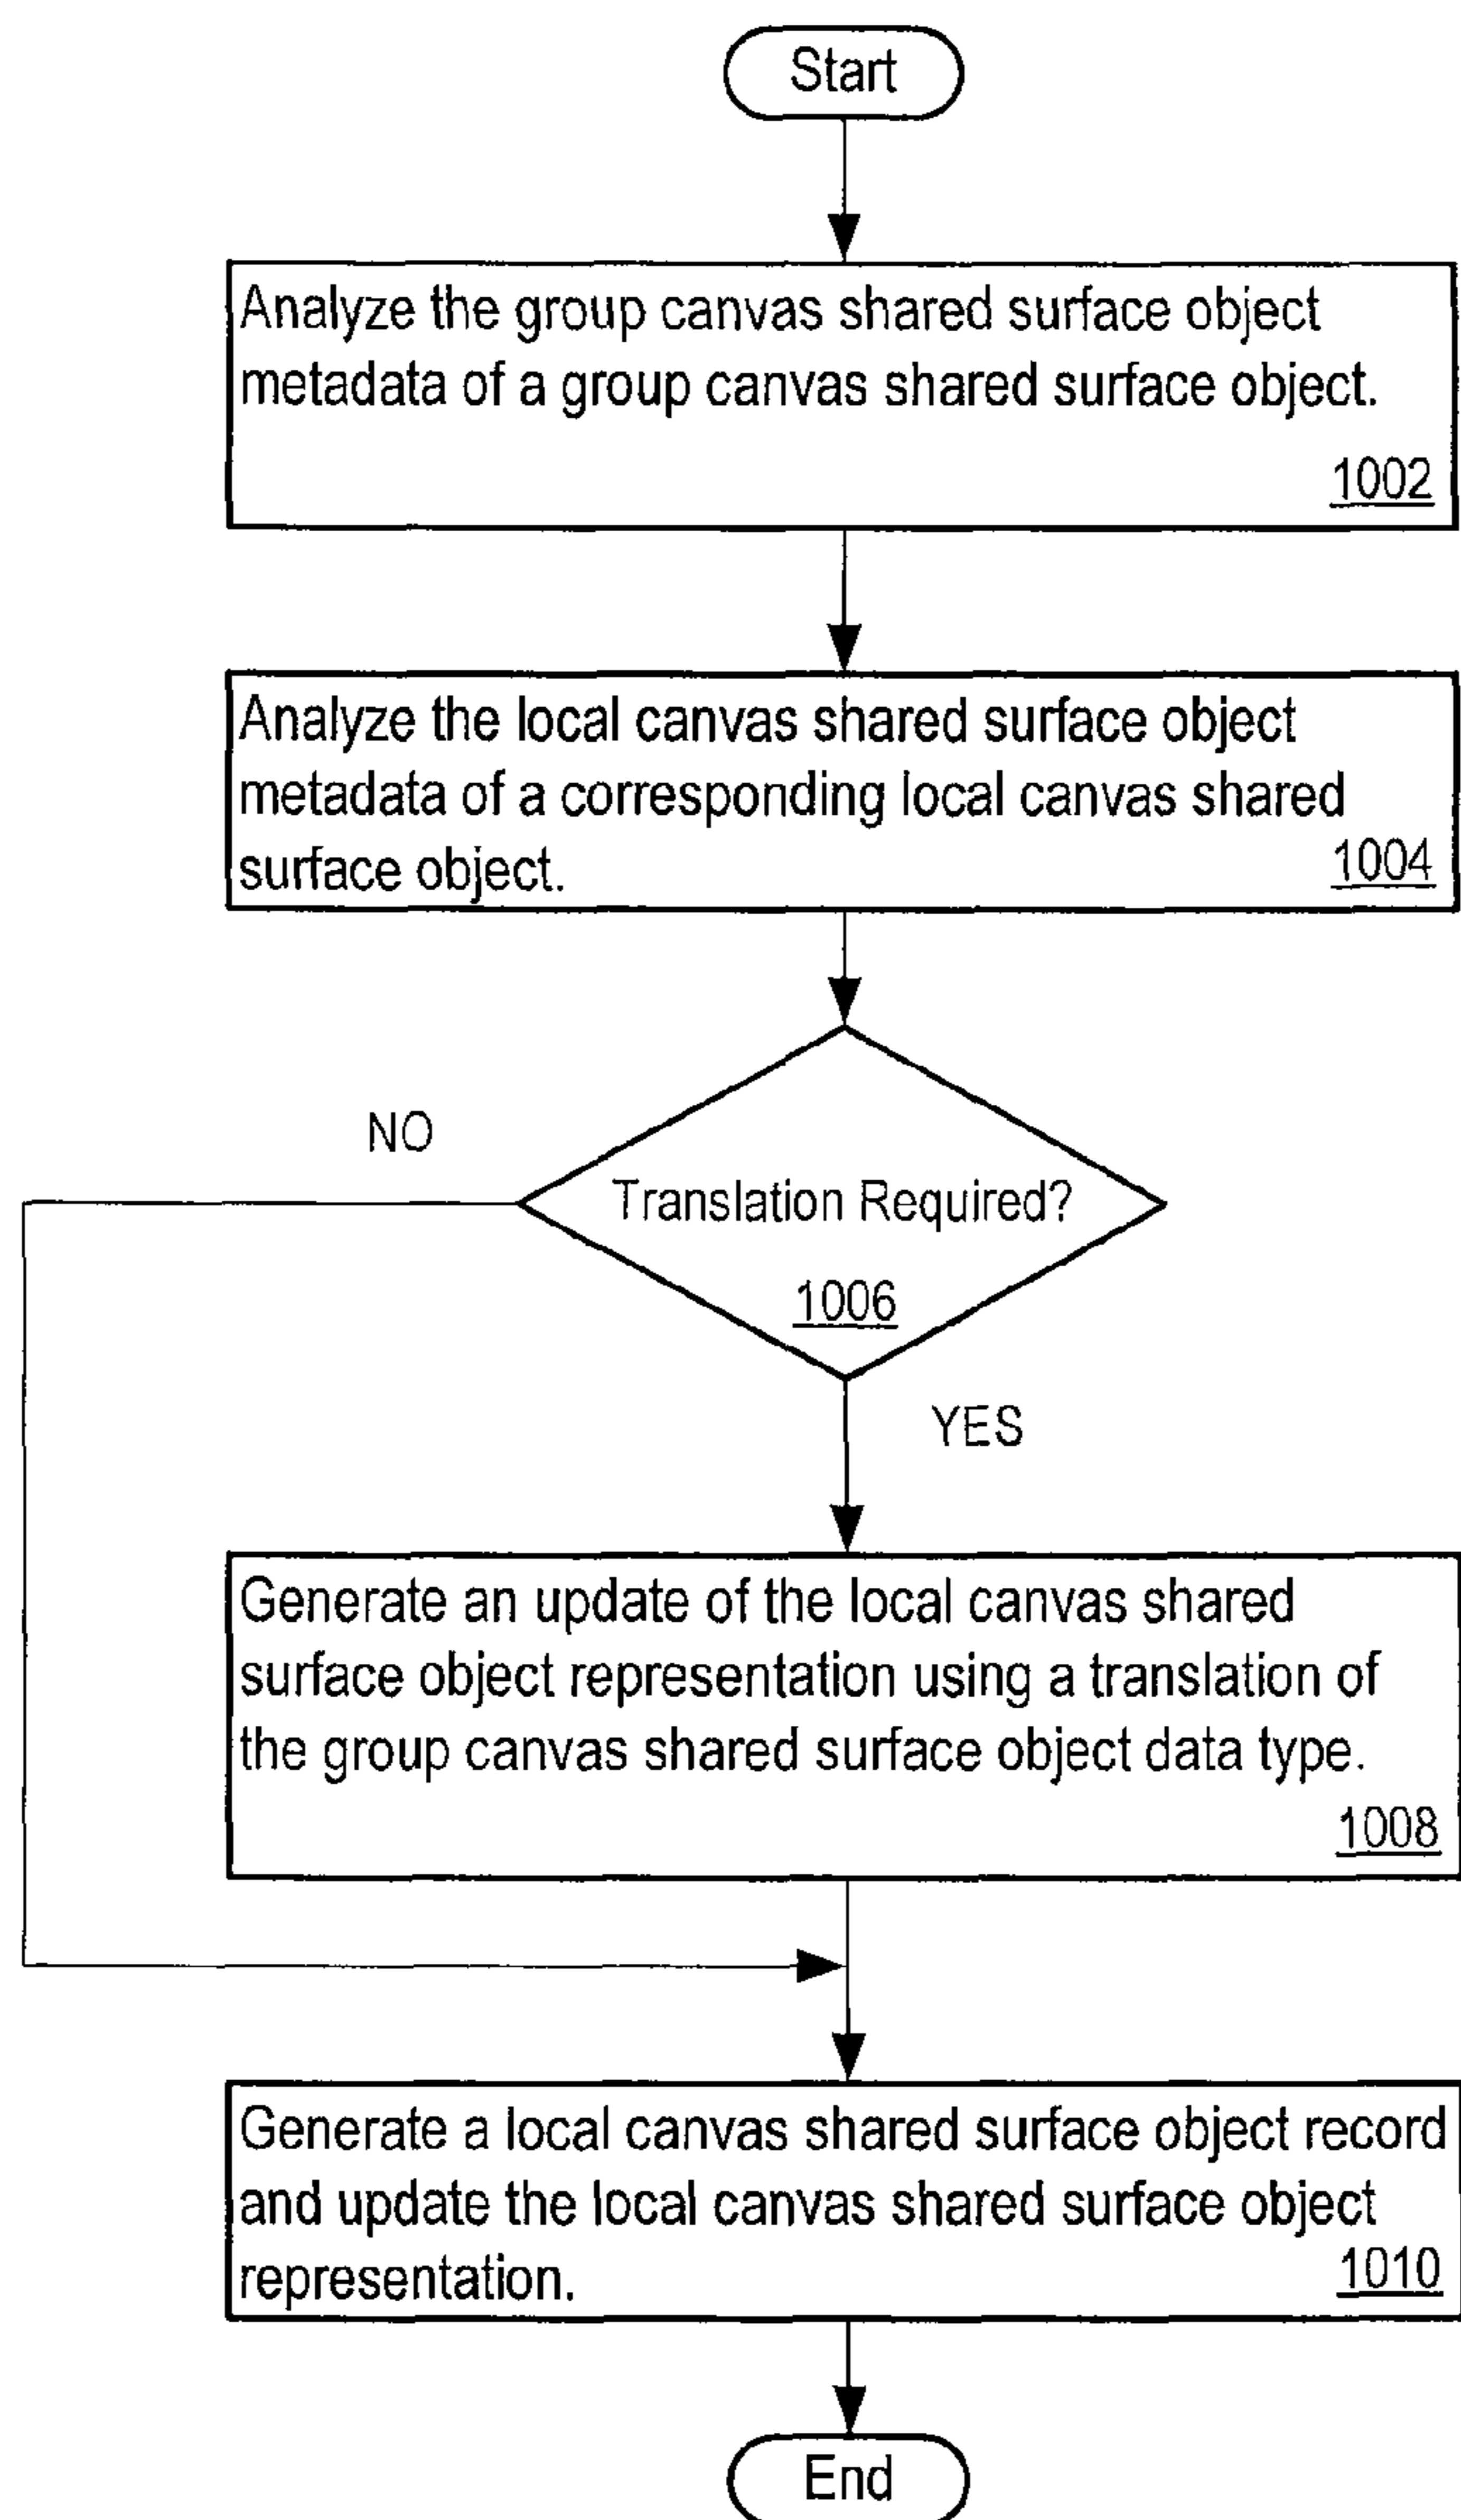 Start
Analyze the group canvas shared surface object
metadata of a group canvas shared surface object.
1002
Analyze the local canvas shared surface object
metadata of a corresponding local canvas shared
surface object.
1004
NO
Translation Required?
1006
YES
Generate an update of the local canvas shared
surface object representation using a translation of
the group canvas shared surface object data type.
1008
Generate a local canvas shared surface object record
and update the local canvas shared surface object
representation.
1010
End